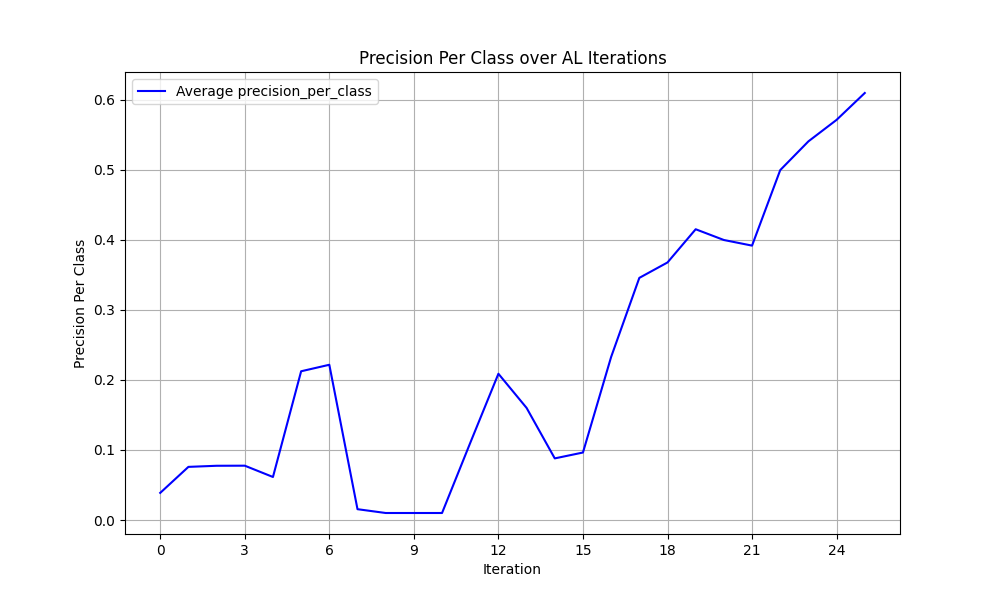 Precision Per Class over AL Iterations
Average precision_per_class
Precision Per Class
0.6
0.5
0.4
0.3
0.2
0.1
0.0
0 3 6 9 12 15 18 21 24
Iteration